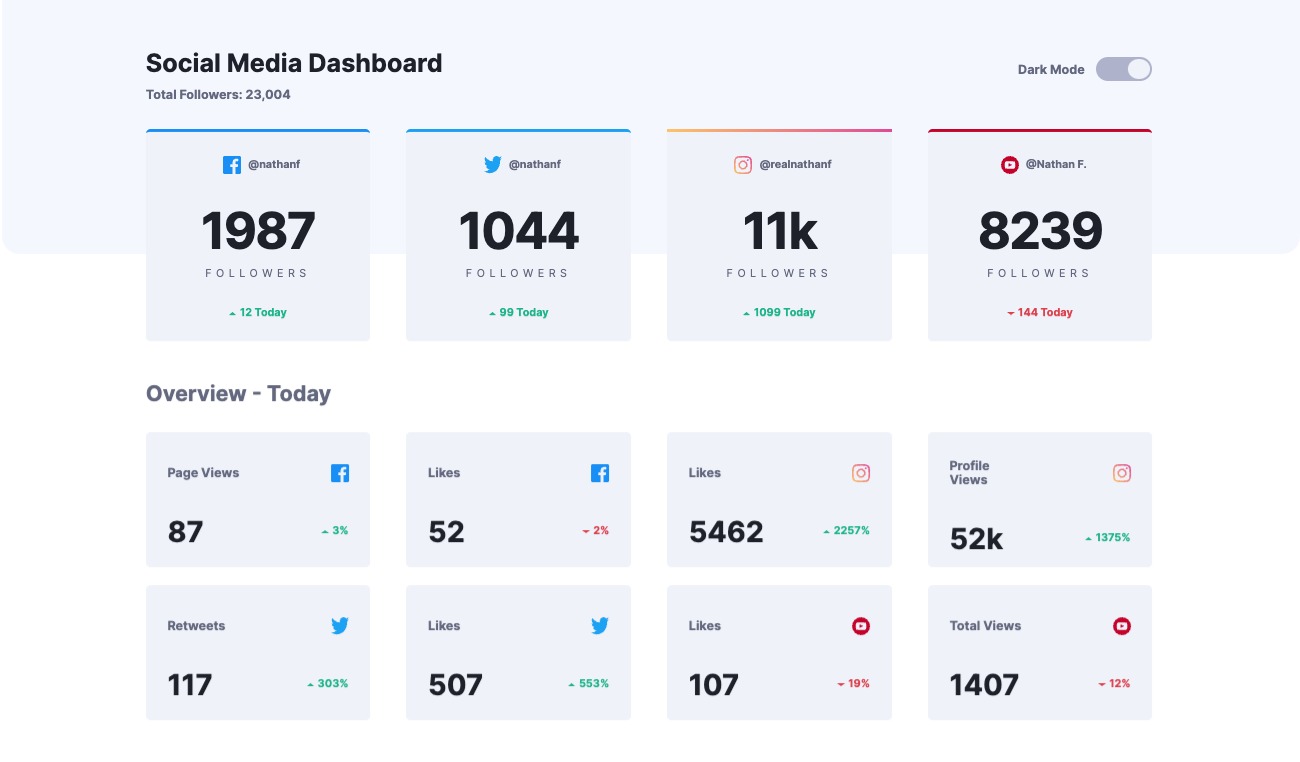 Social Media Dashboard
Total Followers: 23,004
Dark Mode
@nathanf
1987
FOLLOWERS
12 Today
@nathanf
1044
FOLLOWERS
99 Today
@realnathanf
11k
FOLLOWERS
1099 Today
@Nathan F.
8239
FOLLOWERS
144 Today
Overview - Today
Page Views
87
3%
Likes
52
2%
Likes
5462
2257%
Profile
Views
52k
1375%
Retweets
117
303%
Likes
507
553%
Likes
107
19%
Total Views
1407
12%